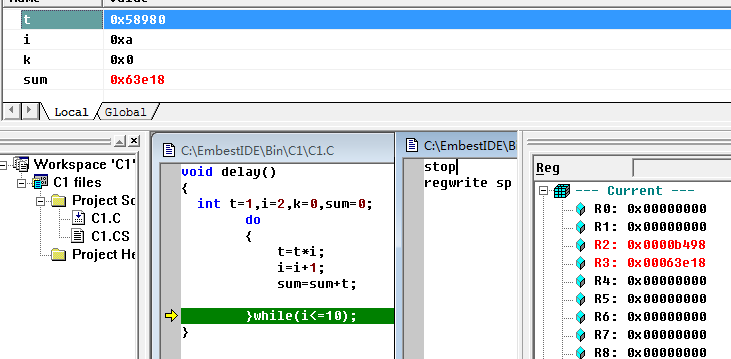 Name Value
t 0x58980
i 0xa
k 0x0
sum 0x63e18
Local Global
Workspace 'C1'
C1 files
Project So
C1.C
C1.CS
Project He
C:\EmbestIDE\Bin\C1\C1.C
void delay()
{
int t=1,i=2,k=0,sum=0;
do
{
t=t*i;
i=i+1;
sum=sum+t;
}while(i<=10);
}
C:\EmbestIDE\B
stop
regwrite sp
Reg
--- Current ---
R0: 0x00000000
R1: 0x00000000
R2: 0x0000b498
R3: 0x00063e18
R4: 0x00000000
R5: 0x00000000
R6: 0x00000000
R7: 0x00000000
R8: 0x00000000